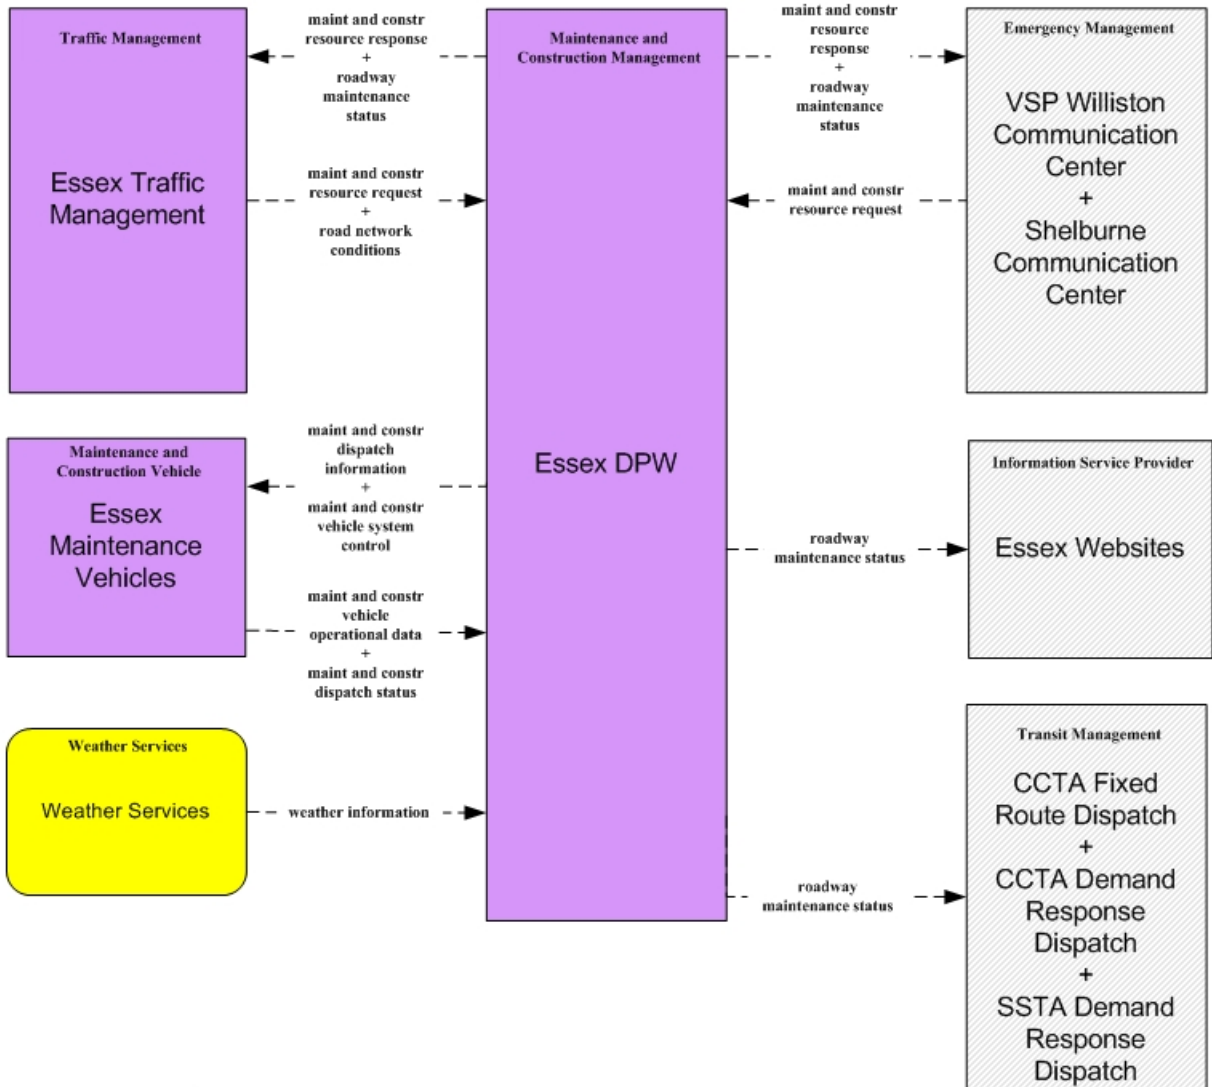 Traffic Management
Essex Traffic
Management
maint and constr
resource response
+
roadway
maintenance
status
maint and constr
resource request
+
road network
conditions
Maintenance and
Construction Management
Essex DPW
maint and constr
resource
response
+
roadway
maintenance
status
maint and constr
resource request
Emergency Management
VSP Williston
Communication
Center
+
Shelburne
Communication
Center
Maintenance and
Construction Vehicle
Essex
Maintenance
Vehicles
maint and constr
dispatch
information
+
maint and constr
vehicle system
control
maint and constr
vehicle
operational data
+
maint and constr
dispatch status
roadway
maintenance status
Information Service Provider
Essex Websites
Weather Services
Weather Services
weather information
roadway
maintenance status
Transit Management
CCTA Fixed
Route Dispatch
+
CCTA Demand
Response
Dispatch
+
SSTA Demand
Response
Dispatch